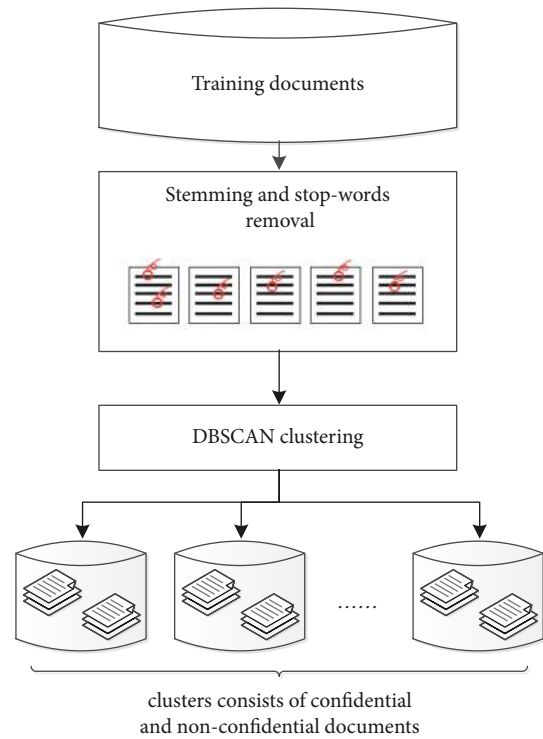 Training documents
Stemming and stop-words
removal
DBSCAN clustering
......
clusters consists of confidential
and non-confidential documents